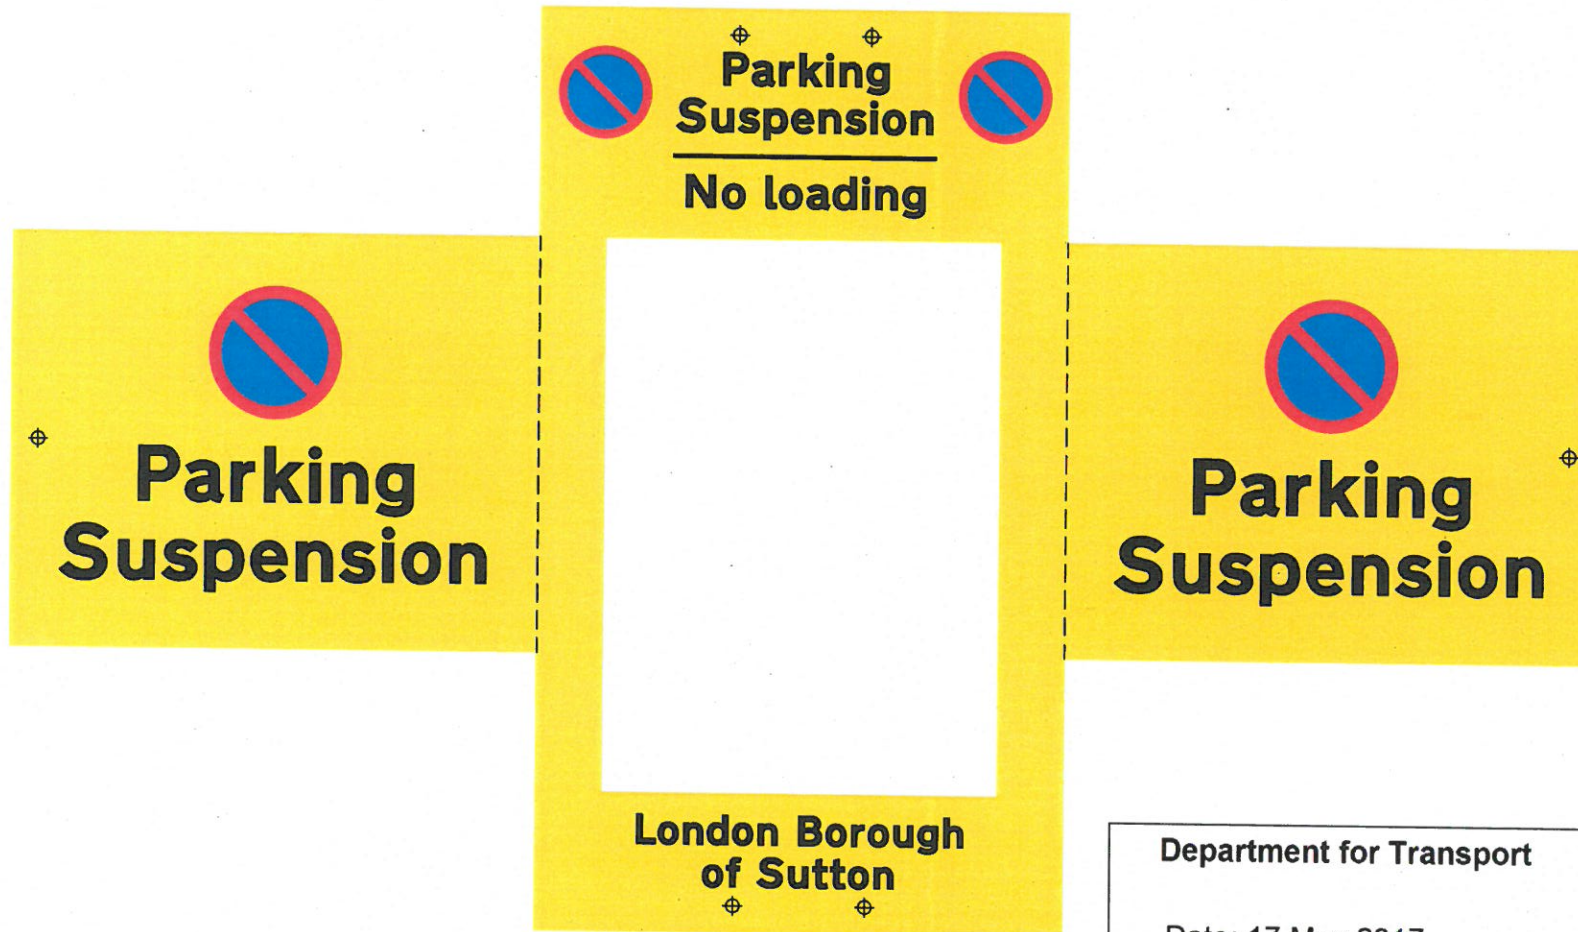 Parking
Suspension
No loading
Parking
Suspension
Parking
Suspension
London Borough
of Sutton
Department for Transport